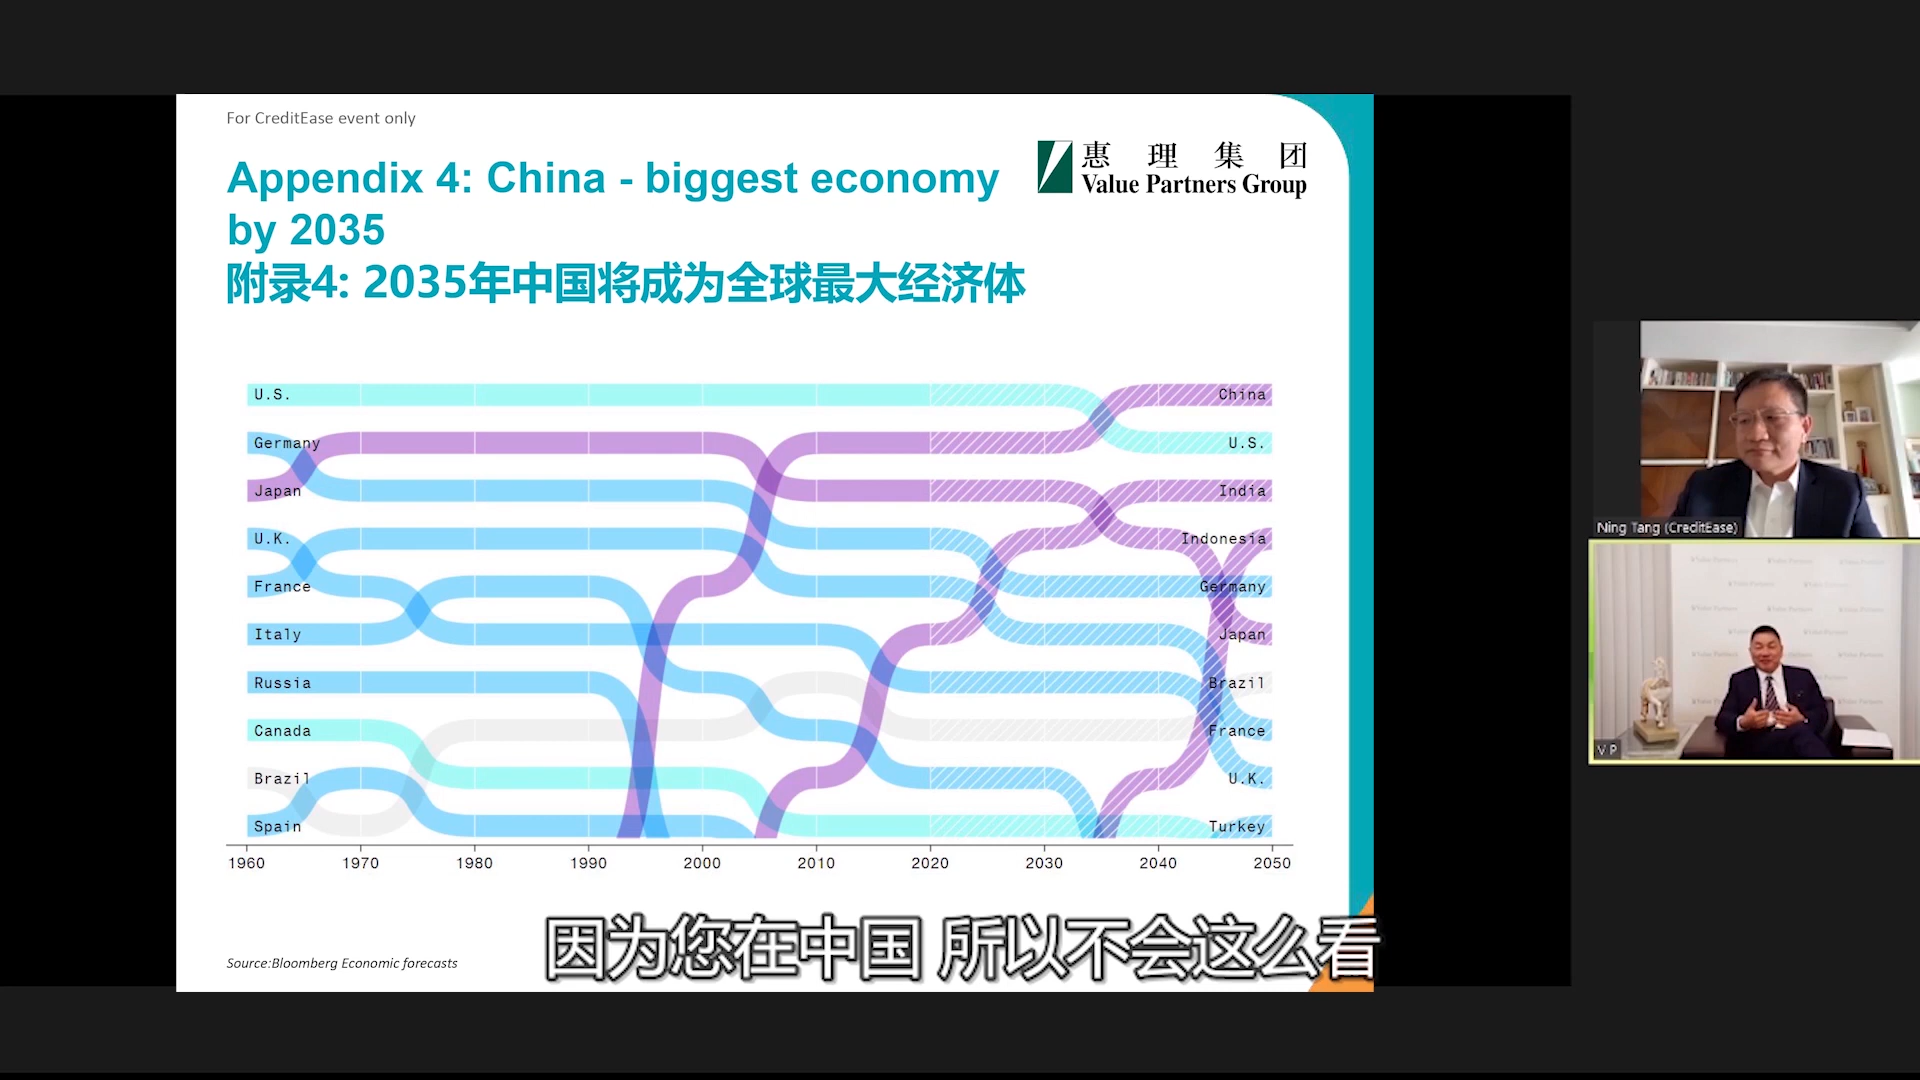 For CreditEase event only
Appendix 4: China - biggest economy
by 2035
附录4: 2035年中国将成为全球最大经济体
惠理集团
Value Partners Group
U.S.
Germany
Japan
U.K.
France
Italy
Russia
Canada
Brazil
Spain
China
U.S.
India
Indonesia
Germany
Japan
Brazil
France
U.K.
Turkey
1960 1970 1980 1990 2000 2010 2020 2030 2040 2050
Source:Bloomberg Economic forecasts
因为您在中国 所以不会这么看
Ning Tang (CreditEase)
V P